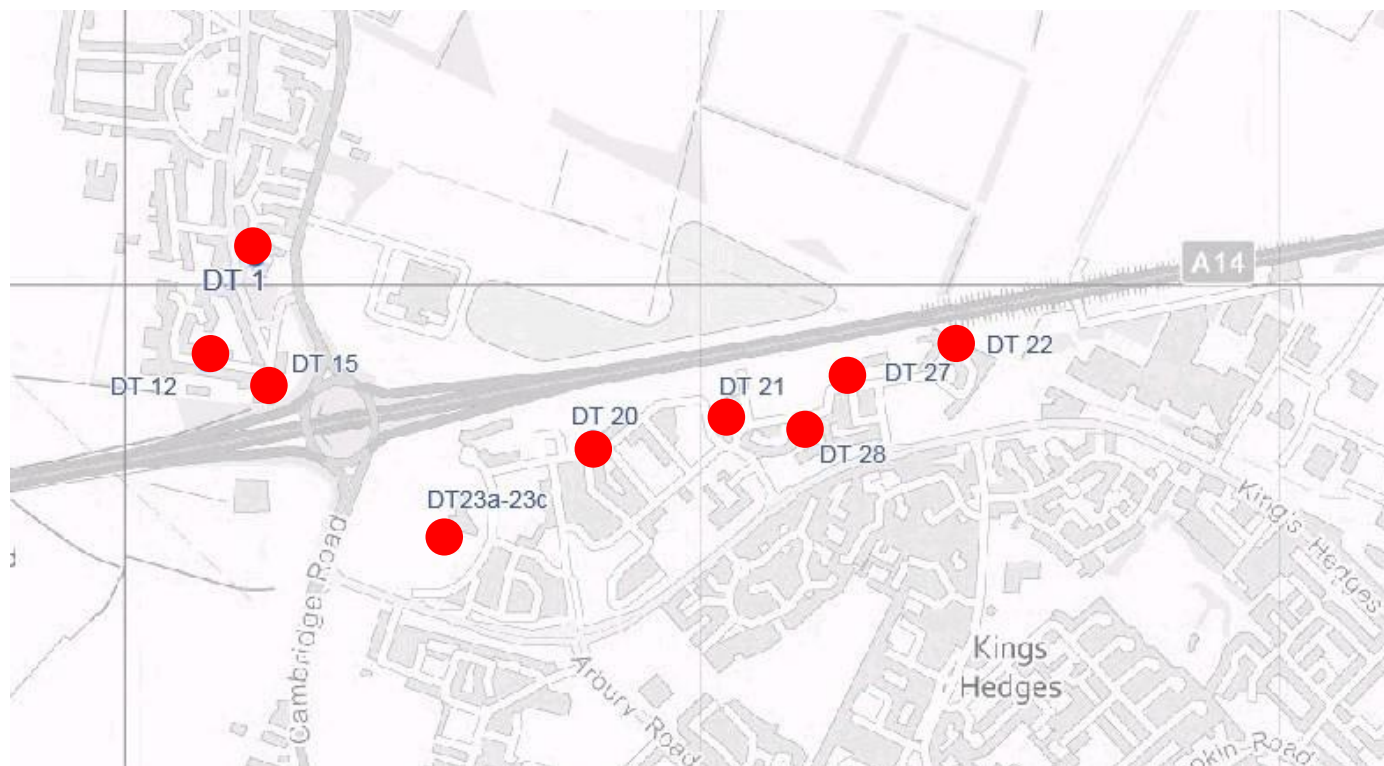 A14
DT 1
DT 12
DT 15
DT 22
DT 27
DT 21
DT 20
DT 28
DT23a-23c
Cambridge Road
King's Hedges
Arbury Road
Kings
Hedges
Road